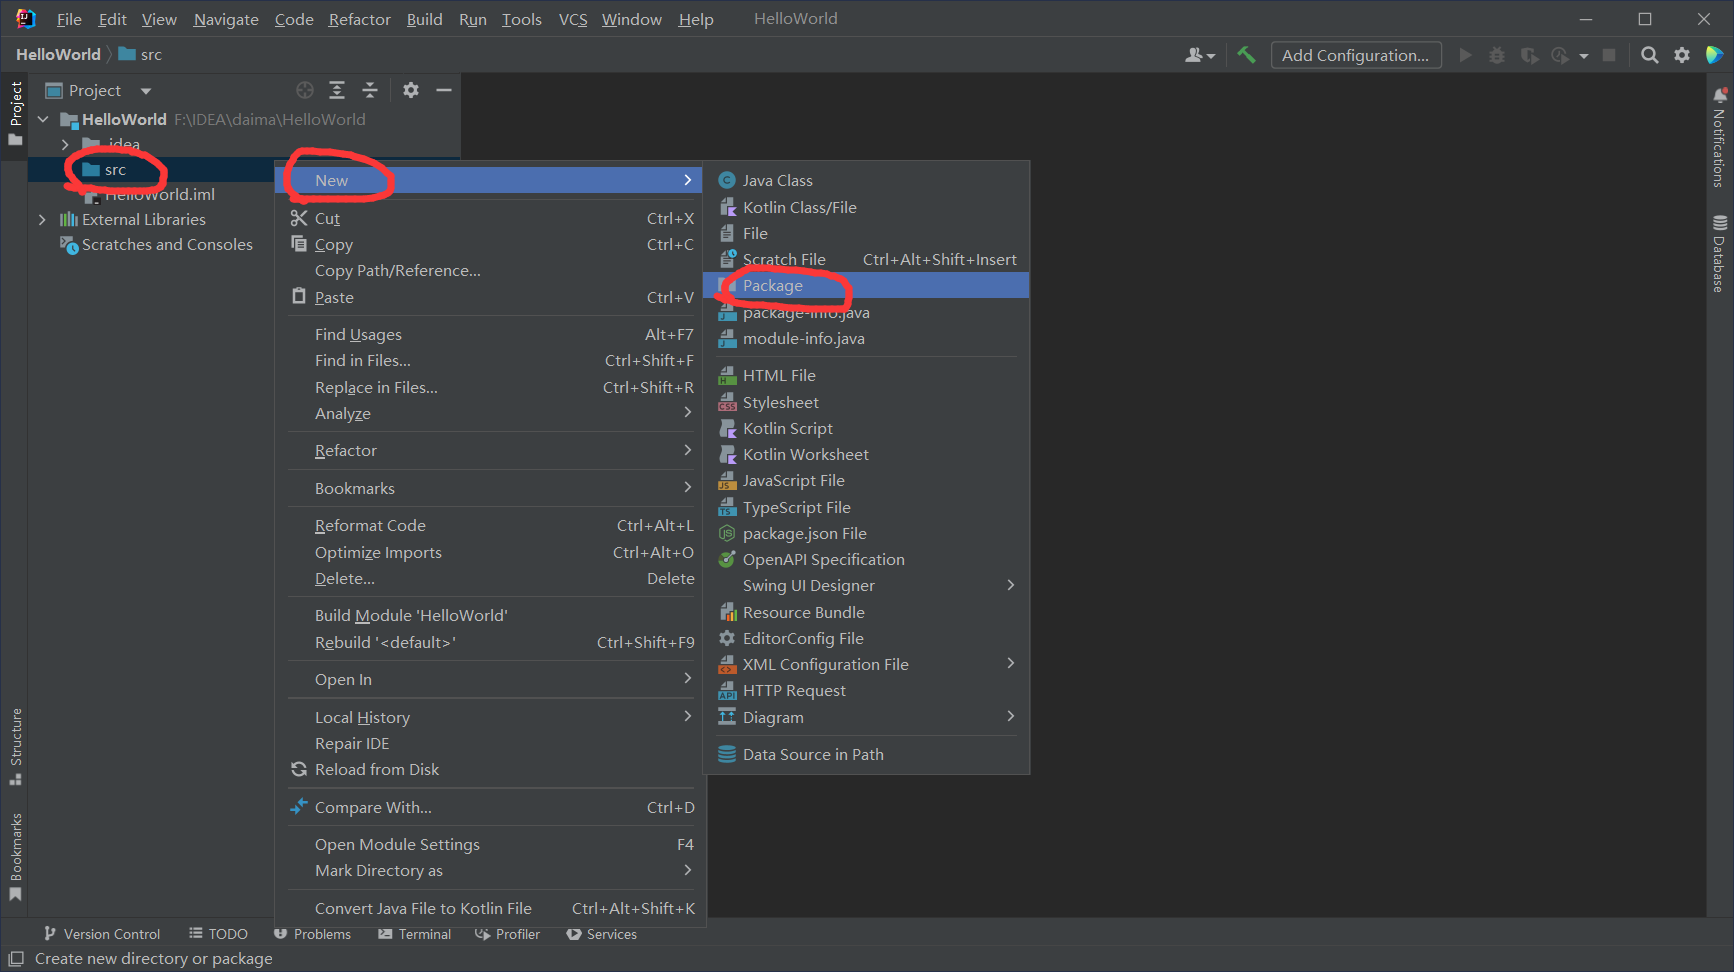 File Edit View Navigate Code Refactor Build Run Tools VCS Window Help HelloWorld
HelloWorld src
Add Configuration...
Project
Project
HelloWorld F:\IDEA\daima\HelloWorld
.idea
src
HelloWorld.iml
External Libraries
Scratches and Consoles
New
Cut Ctrl+X
Copy Ctrl+C
Copy Path/Reference...
Paste Ctrl+V
Find Usages Alt+F7
Find in Files... Ctrl+Shift+F
Replace in Files... Ctrl+Shift+R
Analyze
Refactor
Bookmarks
Reformat Code Ctrl+Alt+L
Optimize Imports Ctrl+Alt+O
Delete... Delete
Build Module 'HelloWorld'
Rebuild '<default>' Ctrl+Shift+F9
Open In
Local History
Repair IDE
Reload from Disk
Compare With... Ctrl+D
Open Module Settings F4
Mark Directory as
Convert Java File to Kotlin File Ctrl+Alt+Shift+K
Java Class
Kotlin Class/File
File
Scratch File Ctrl+Alt+Shift+Insert
Package
package-info.java
module-info.java
HTML File
Stylesheet
Kotlin Script
Kotlin Worksheet
JavaScript File
TypeScript File
package.json File
OpenAPI Specification
Swing UI Designer
Resource Bundle
EditorConfig File
XML Configuration File
HTTP Request
Diagram
Data Source in Path
Notifications
Database
Structure
Bookmarks
Version Control TODO Problems Terminal Profiler Services
Create new directory or package